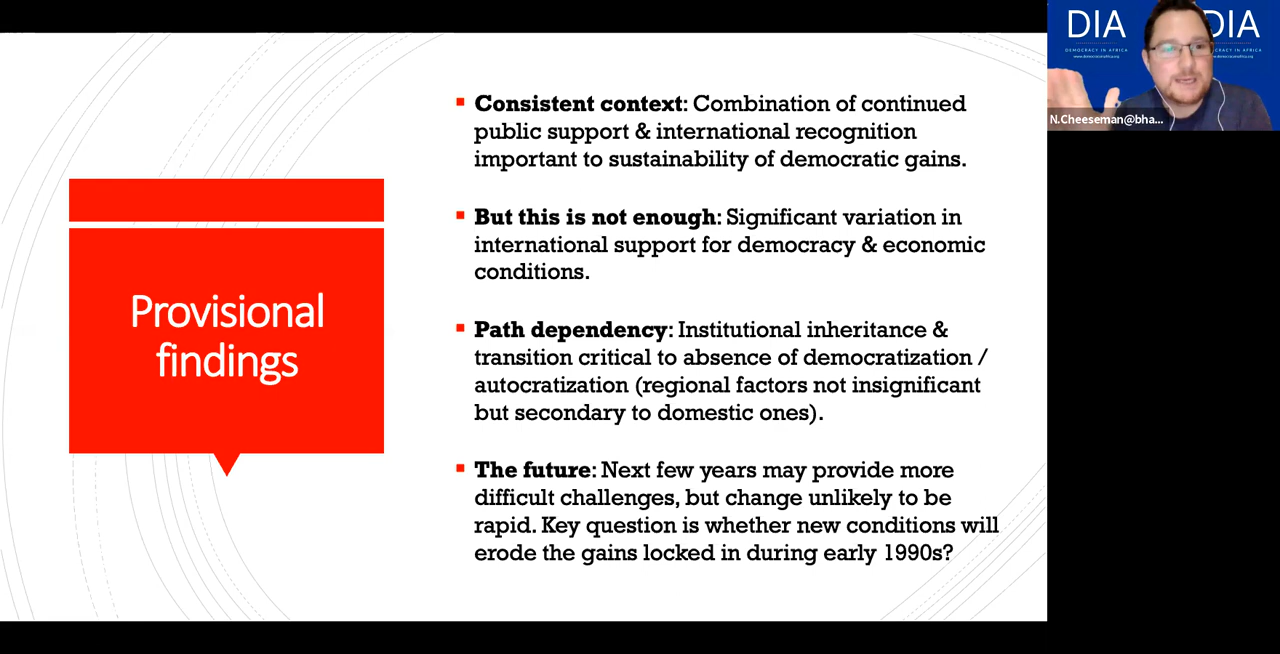 Provisional
findings
▪ Consistent context: Combination of continued
public support & international recognition
important to sustainability of democratic gains.
▪ But this is not enough: Significant variation in
international support for democracy & economic
conditions.
▪ Path dependency: Institutional inheritance &
transition critical to absence of democratization /
autocratization (regional factors not insignificant
but secondary to domestic ones).
▪ The future: Next few years may provide more
difficult challenges, but change unlikely to be
rapid. Key question is whether new conditions will
erode the gains locked in during early 1990s?
DIA
DEMOCRACY IN AFRICA
DIA
N.Cheeseman@bha...